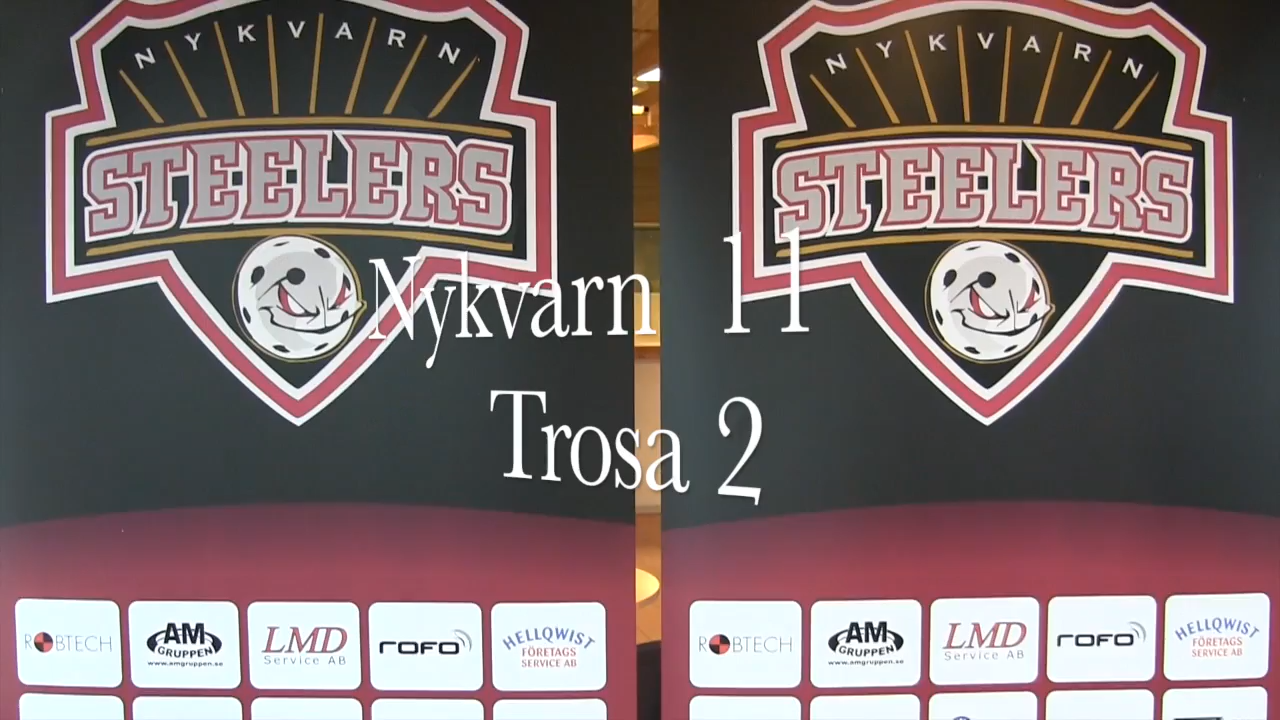 NYKVARN
STEELERS
NYKVARN
STEELERS
Nykvarn 11
Trosa 2
ROBTECH
AM
GRUPPEN
www.amgruppen.se
LMD
Service AB
rofo
HELLQWIST
FÖRETAGS
SERVICE AB
ROBTECH
AM
GRUPPEN
www.amgruppen.se
LMD
Service AB
rofo
HELLQWIST
FÖRETAGS
SERVICE AB